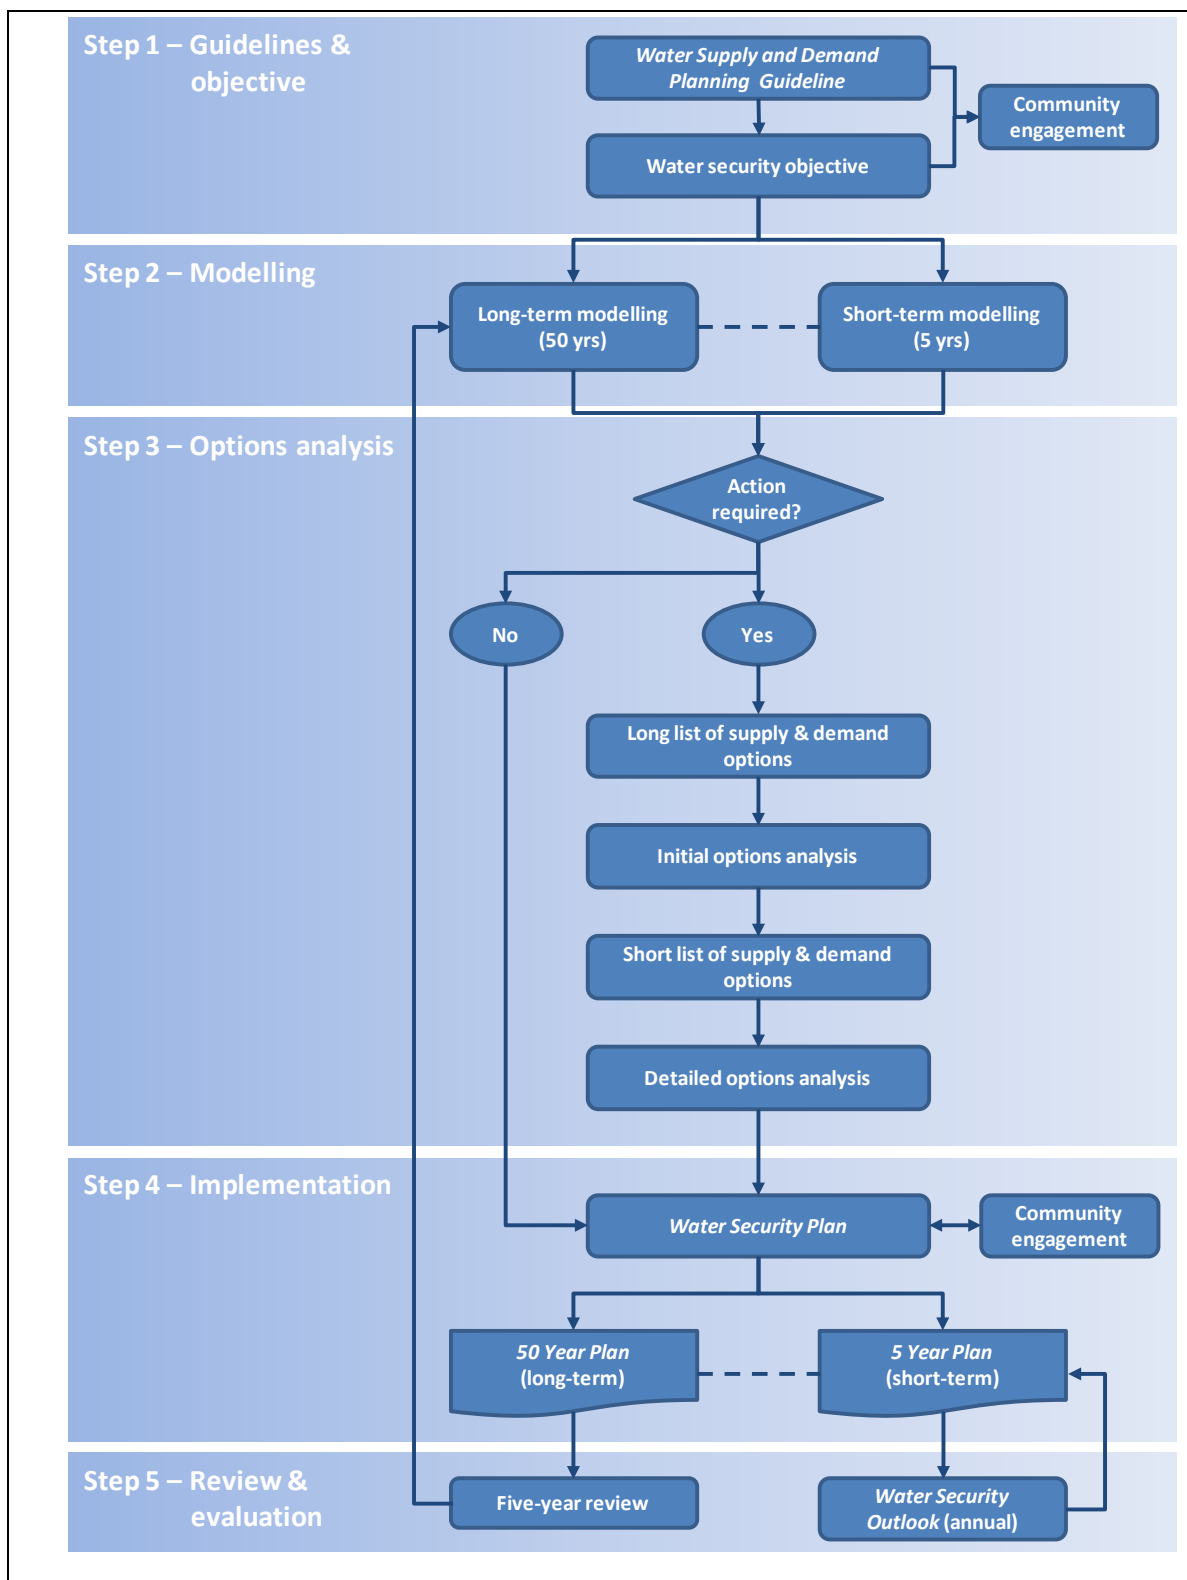 Step 1 – Guidelines &
objective
Water Supply and Demand
Planning Guideline
Community
engagement
Water security objective
Step 2 – Modelling
Long-term modelling
(50 yrs)
Short-term modelling
(5 yrs)
Step 3 – Options analysis
Action
required?
No
Yes
Long list of supply & demand
options
Initial options analysis
Short list of supply & demand
options
Detailed options analysis
Step 4 – Implementation
Water Security Plan
Community
engagement
50 Year Plan
(long-term)
5 Year Plan
(short-term)
Step 5 – Review &
evaluation
Five-year review
Water Security
Outlook (annual)